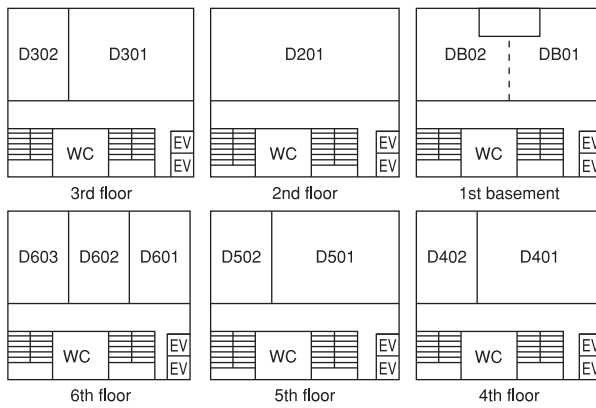 D302 D301
WC EV
EV
3rd floor
D201
WC EV
EV
2nd floor
DB02 DB01
WC EV
EV
1st basement
D603 D602 D601
WC EV
EV
6th floor
D502 D501
WC EV
EV
5th floor
D402 D401
WC EV
EV
4th floor